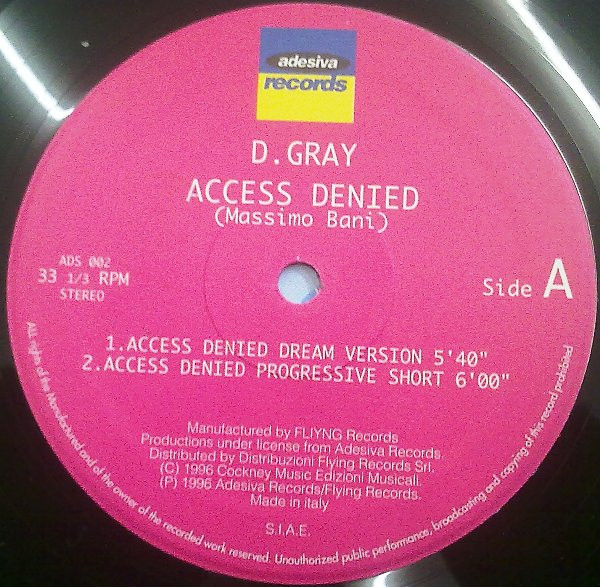 adesiva
records
D.GRAY
ACCESS DENIED
(Massimo Bani)
ADS 002
33 1/3 RPM
STEREO
Side A
1.ACCESS DENIED DREAM VERSION 5'40"
2.ACCESS DENIED PROGRESSIVE SHORT 6'00"
Manufactured by FLIYNG Records
Productions under license from Adesiva Records.
Distributed by Distribuzioni Flying Records Srl.
(C) 1996 Cockney Music Edizioni Musicali.
(P) 1996 Adesiva Records/Flying Records.
Made in italy
S.I.A.E.
All rights of the Manufactured and of the owner of the recorded work reserved. Unauthorized public performance, broadcasting and copying of this record prohibited